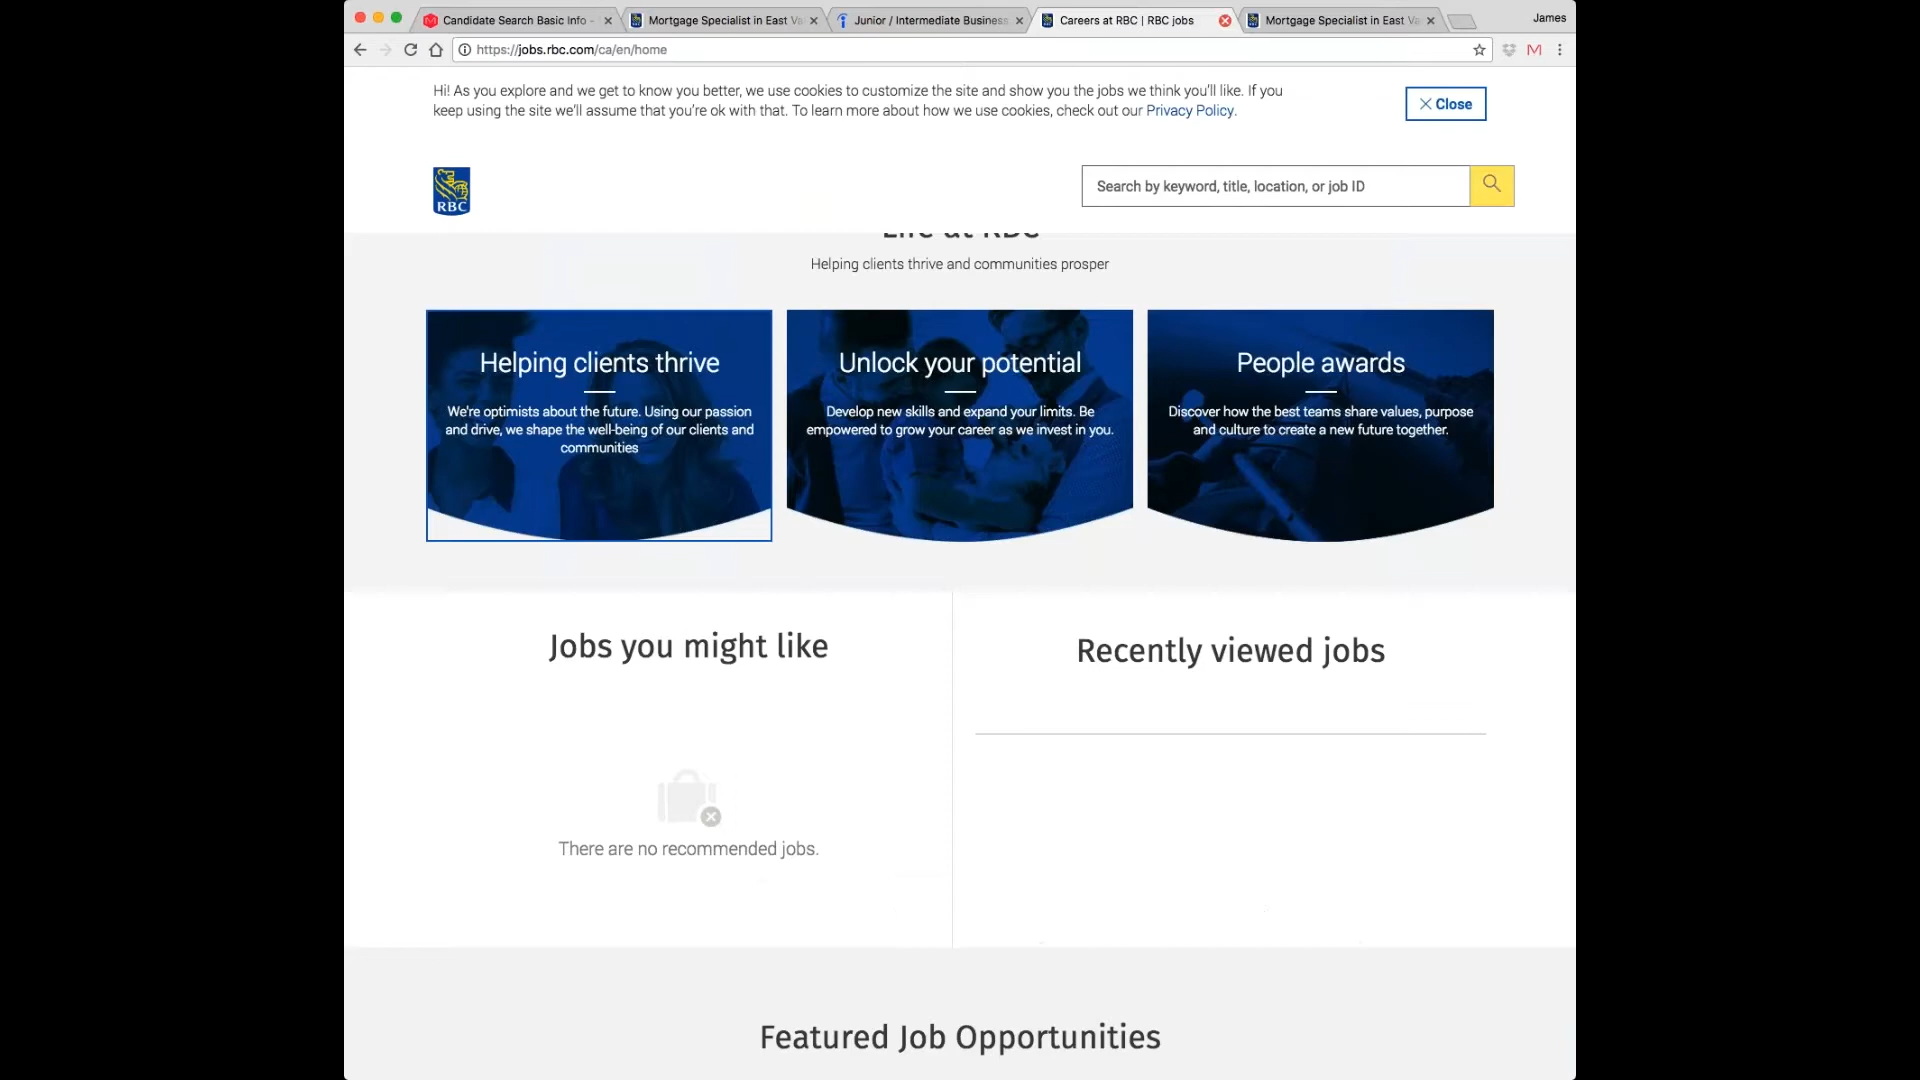 Candidate Search Basic Info -
Mortgage Specialist in East Va
Junior / Intermediate Business
Careers at RBC | RBC jobs
Mortgage Specialist in East Va
James
https://jobs.rbc.com/ca/en/home
Hi! As you explore and we get to know you better, we use cookies to customize the site and show you the jobs we think you'll like. If you
keep using the site we'll assume that you're ok with that. To learn more about how we use cookies, check out our Privacy Policy.
Close
RBC
Search by keyword, title, location, or job ID
Life at RBC
Helping clients thrive and communities prosper
Helping clients thrive
We're optimists about the future. Using our passion
and drive, we shape the well-being of our clients and
communities
Unlock your potential
Develop new skills and expand your limits. Be
empowered to grow your career as we invest in you.
People awards
Discover how the best teams share values, purpose
and culture to create a new future together.
Jobs you might like
There are no recommended jobs.
Recently viewed jobs
Featured Job Opportunities